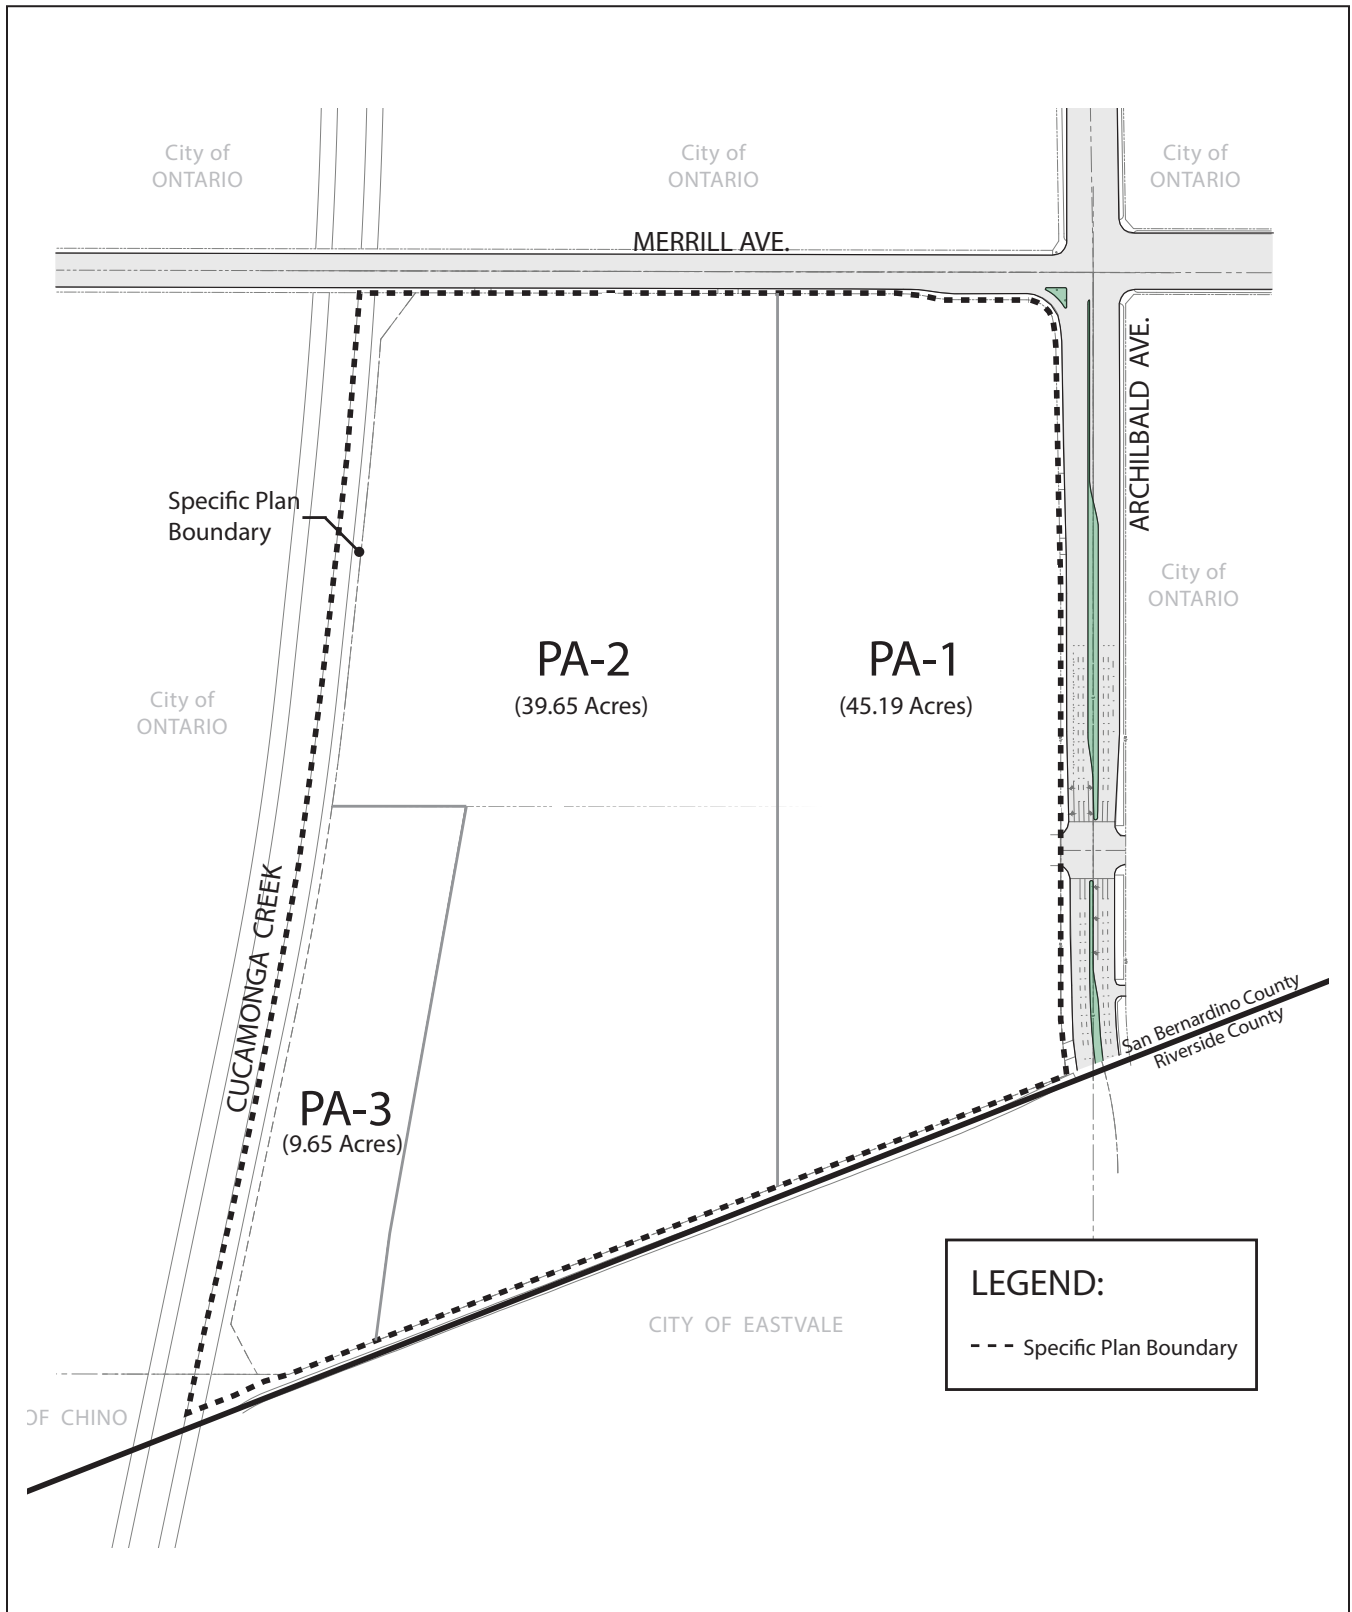 City of
ONTARIO
City of
ONTARIO
City of
ONTARIO
MERRILL AVE.
ARCHILBALD AVE.
Specific Plan
Boundary
City of
ONTARIO
PA-2
(39.65 Acres)
PA-1
(45.19 Acres)
City of
ONTARIO
CUCAMONGA CREEK
San Bernardino County
Riverside County
PA-3
(9.65 Acres)
CITY OF EASTVALE
LEGEND:
Specific Plan Boundary
OF CHINO